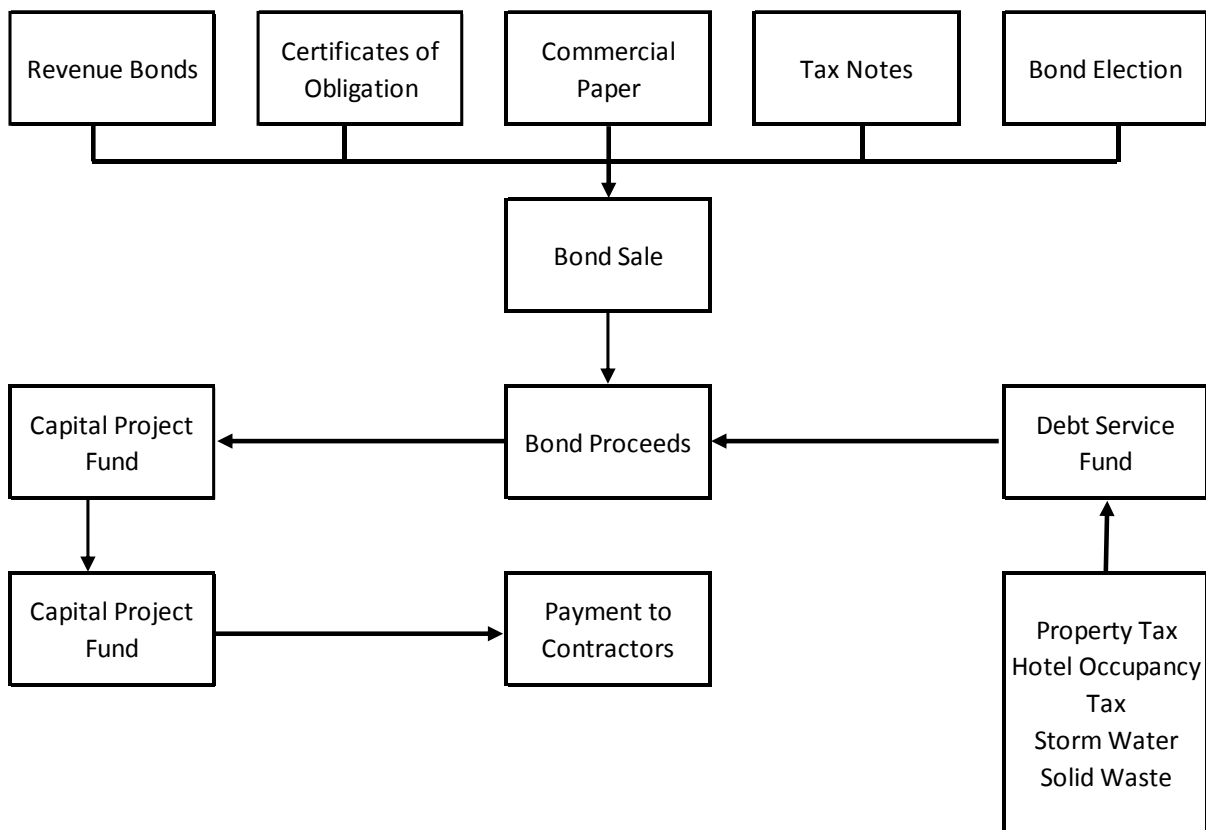 Revenue Bonds
Certificates of
Obligation
Commercial
Paper
Tax Notes
Bond Election
Bond Sale
Capital Project
Fund
Bond Proceeds
Debt Service
Fund
Capital Project
Fund
Payment to
Contractors
Property Tax
Hotel Occupancy
Tax
Storm Water
Solid Waste